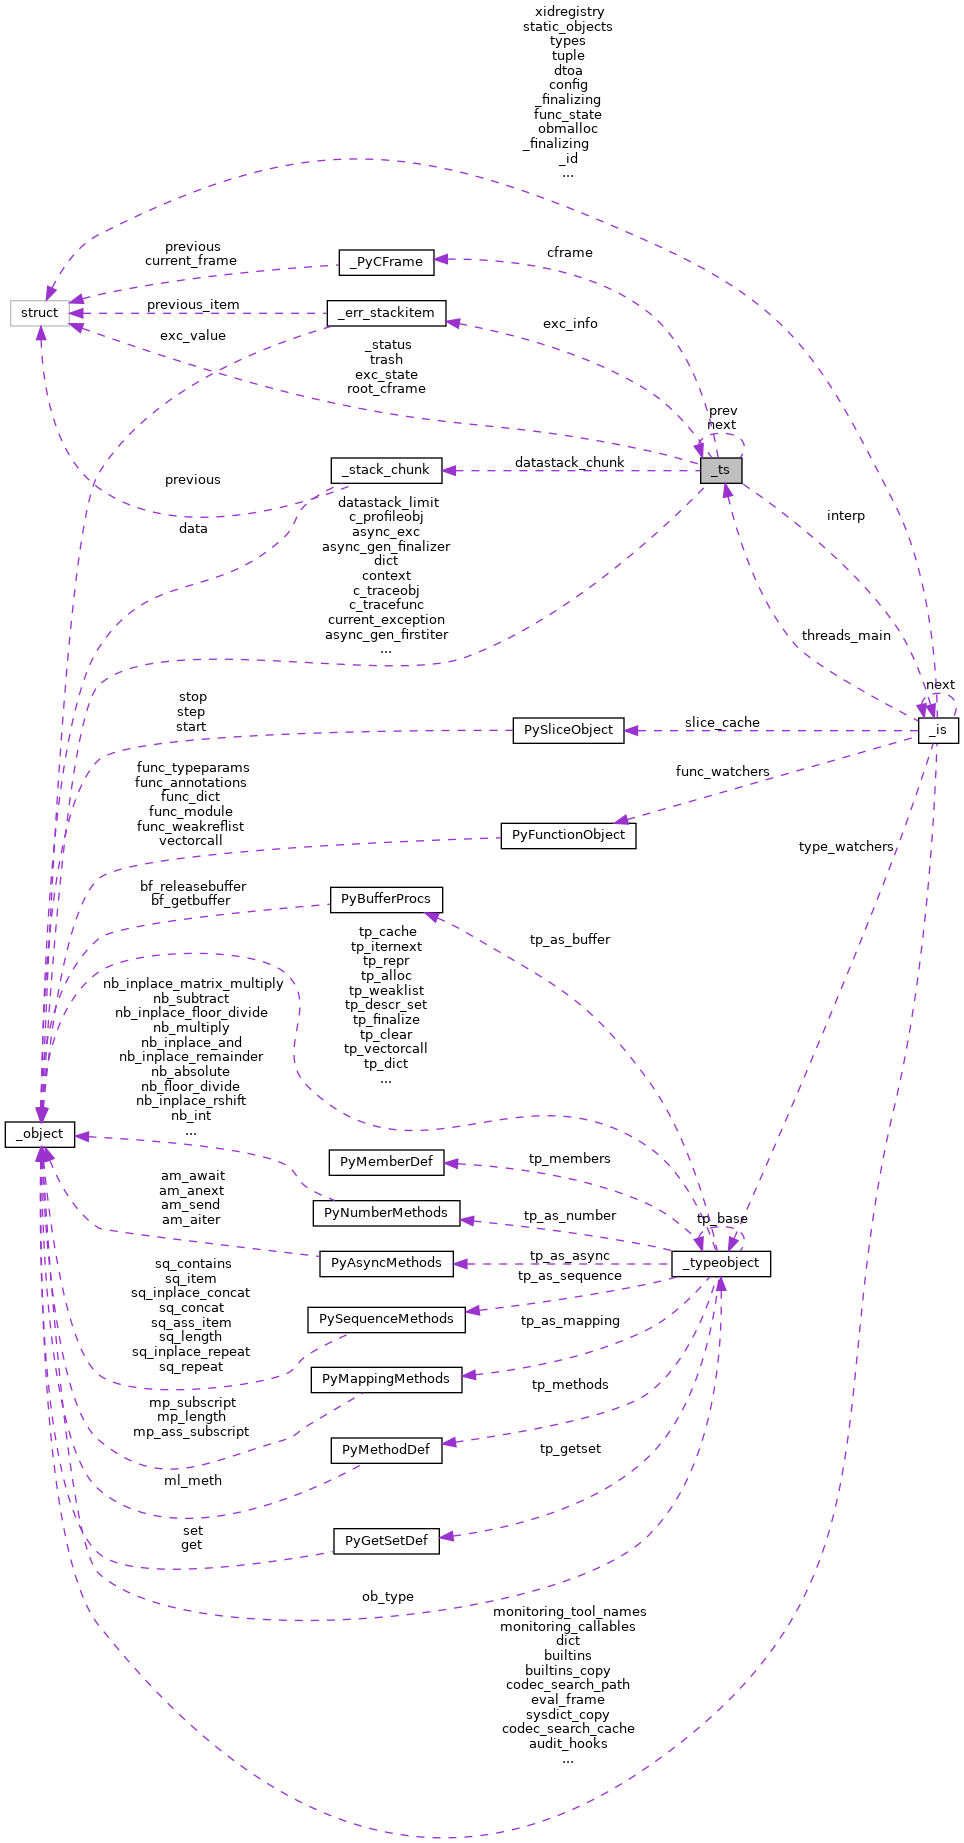 xidregistry
static_objects
types
tuple
dtoa
config
_finalizing
func_state
obmalloc
_finalizing
_id
...
previous
current_frame
_PyCFrame
cframe
struct
previous_item
_err_stackitem
exc_info
exc_value
_status
trash
exc_state
root_cframe
prev
next
previous
_stack_chunk
datastack_chunk
_ts
data
datastack_limit
c_profileobj
async_exc
async_gen_finalizer
dict
context
c_traceobj
c_tracefunc
current_exception
async_gen_firstiter
...
interp
threads_main
next
stop
step
start
PySliceObject
slice_cache
_is
func_typeparams
func_annotations
func_dict
func_module
func_weakreflist
vectorcall
PyFunctionObject
func_watchers
type_watchers
bf_releasebuffer
bf_getbuffer
PyBufferProcs
tp_as_buffer
tp_cache
tp_iternext
tp_repr
tp_alloc
tp_weaklist
tp_descr_set
tp_finalize
tp_clear
tp_vectorcall
tp_dict
...
nb_inplace_matrix_multiply
nb_subtract
nb_inplace_floor_divide
nb_multiply
nb_inplace_and
nb_inplace_remainder
nb_absolute
nb_floor_divide
nb_inplace_rshift
nb_int
...
_object
PyMemberDef
tp_members
am_await
am_anext
am_send
am_aiter
PyNumberMethods
tp_as_number
tp_base
PyAsyncMethods
tp_as_async
_typeobject
sq_contains
sq_item
sq_inplace_concat
sq_concat
sq_ass_item
sq_length
sq_inplace_repeat
sq_repeat
PySequenceMethods
tp_as_sequence
tp_as_mapping
PyMappingMethods
tp_methods
mp_subscript
mp_length
mp_ass_subscript
PyMethodDef
tp_getset
ml_meth
set
get
PyGetSetDef
ob_type
monitoring_tool_names
monitoring_callables
dict
builtins
builtins_copy
codec_search_path
eval_frame
sysdict_copy
codec_search_cache
audit_hooks
...